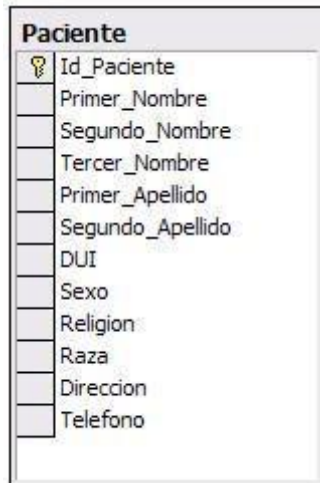 Paciente
Id_Paciente
Primer_Nombre
Segundo_Nombre
Tercer_Nombre
Primer_Apellido
Segundo_Apellido
DUI
Sexo
Religion
Raza
Direccion
Telefono